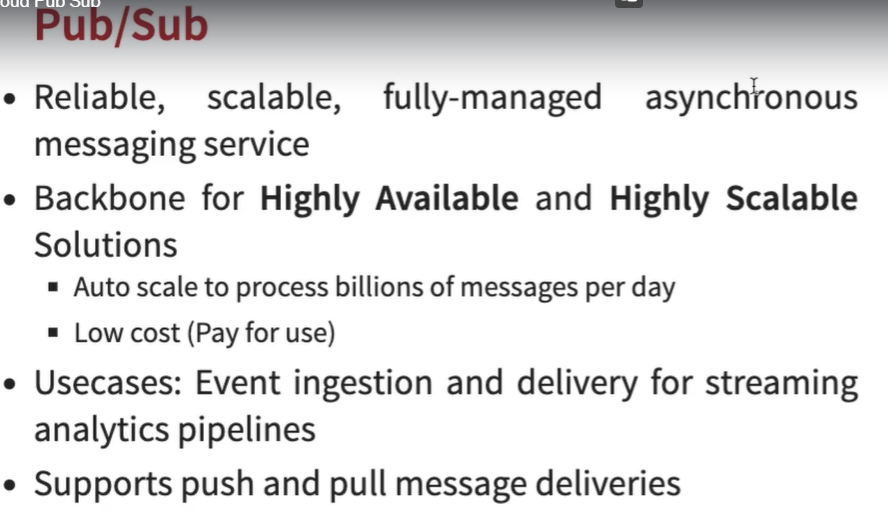 Pub Sub
Pub/Sub
• Reliable, scalable, fully-managed asynchronous
messaging service
• Backbone for Highly Available and Highly Scalable
Solutions
▪ Auto scale to process billions of messages per day
▪ Low cost (Pay for use)
• Usecases: Event ingestion and delivery for streaming
analytics pipelines
• Supports push and pull message deliveries